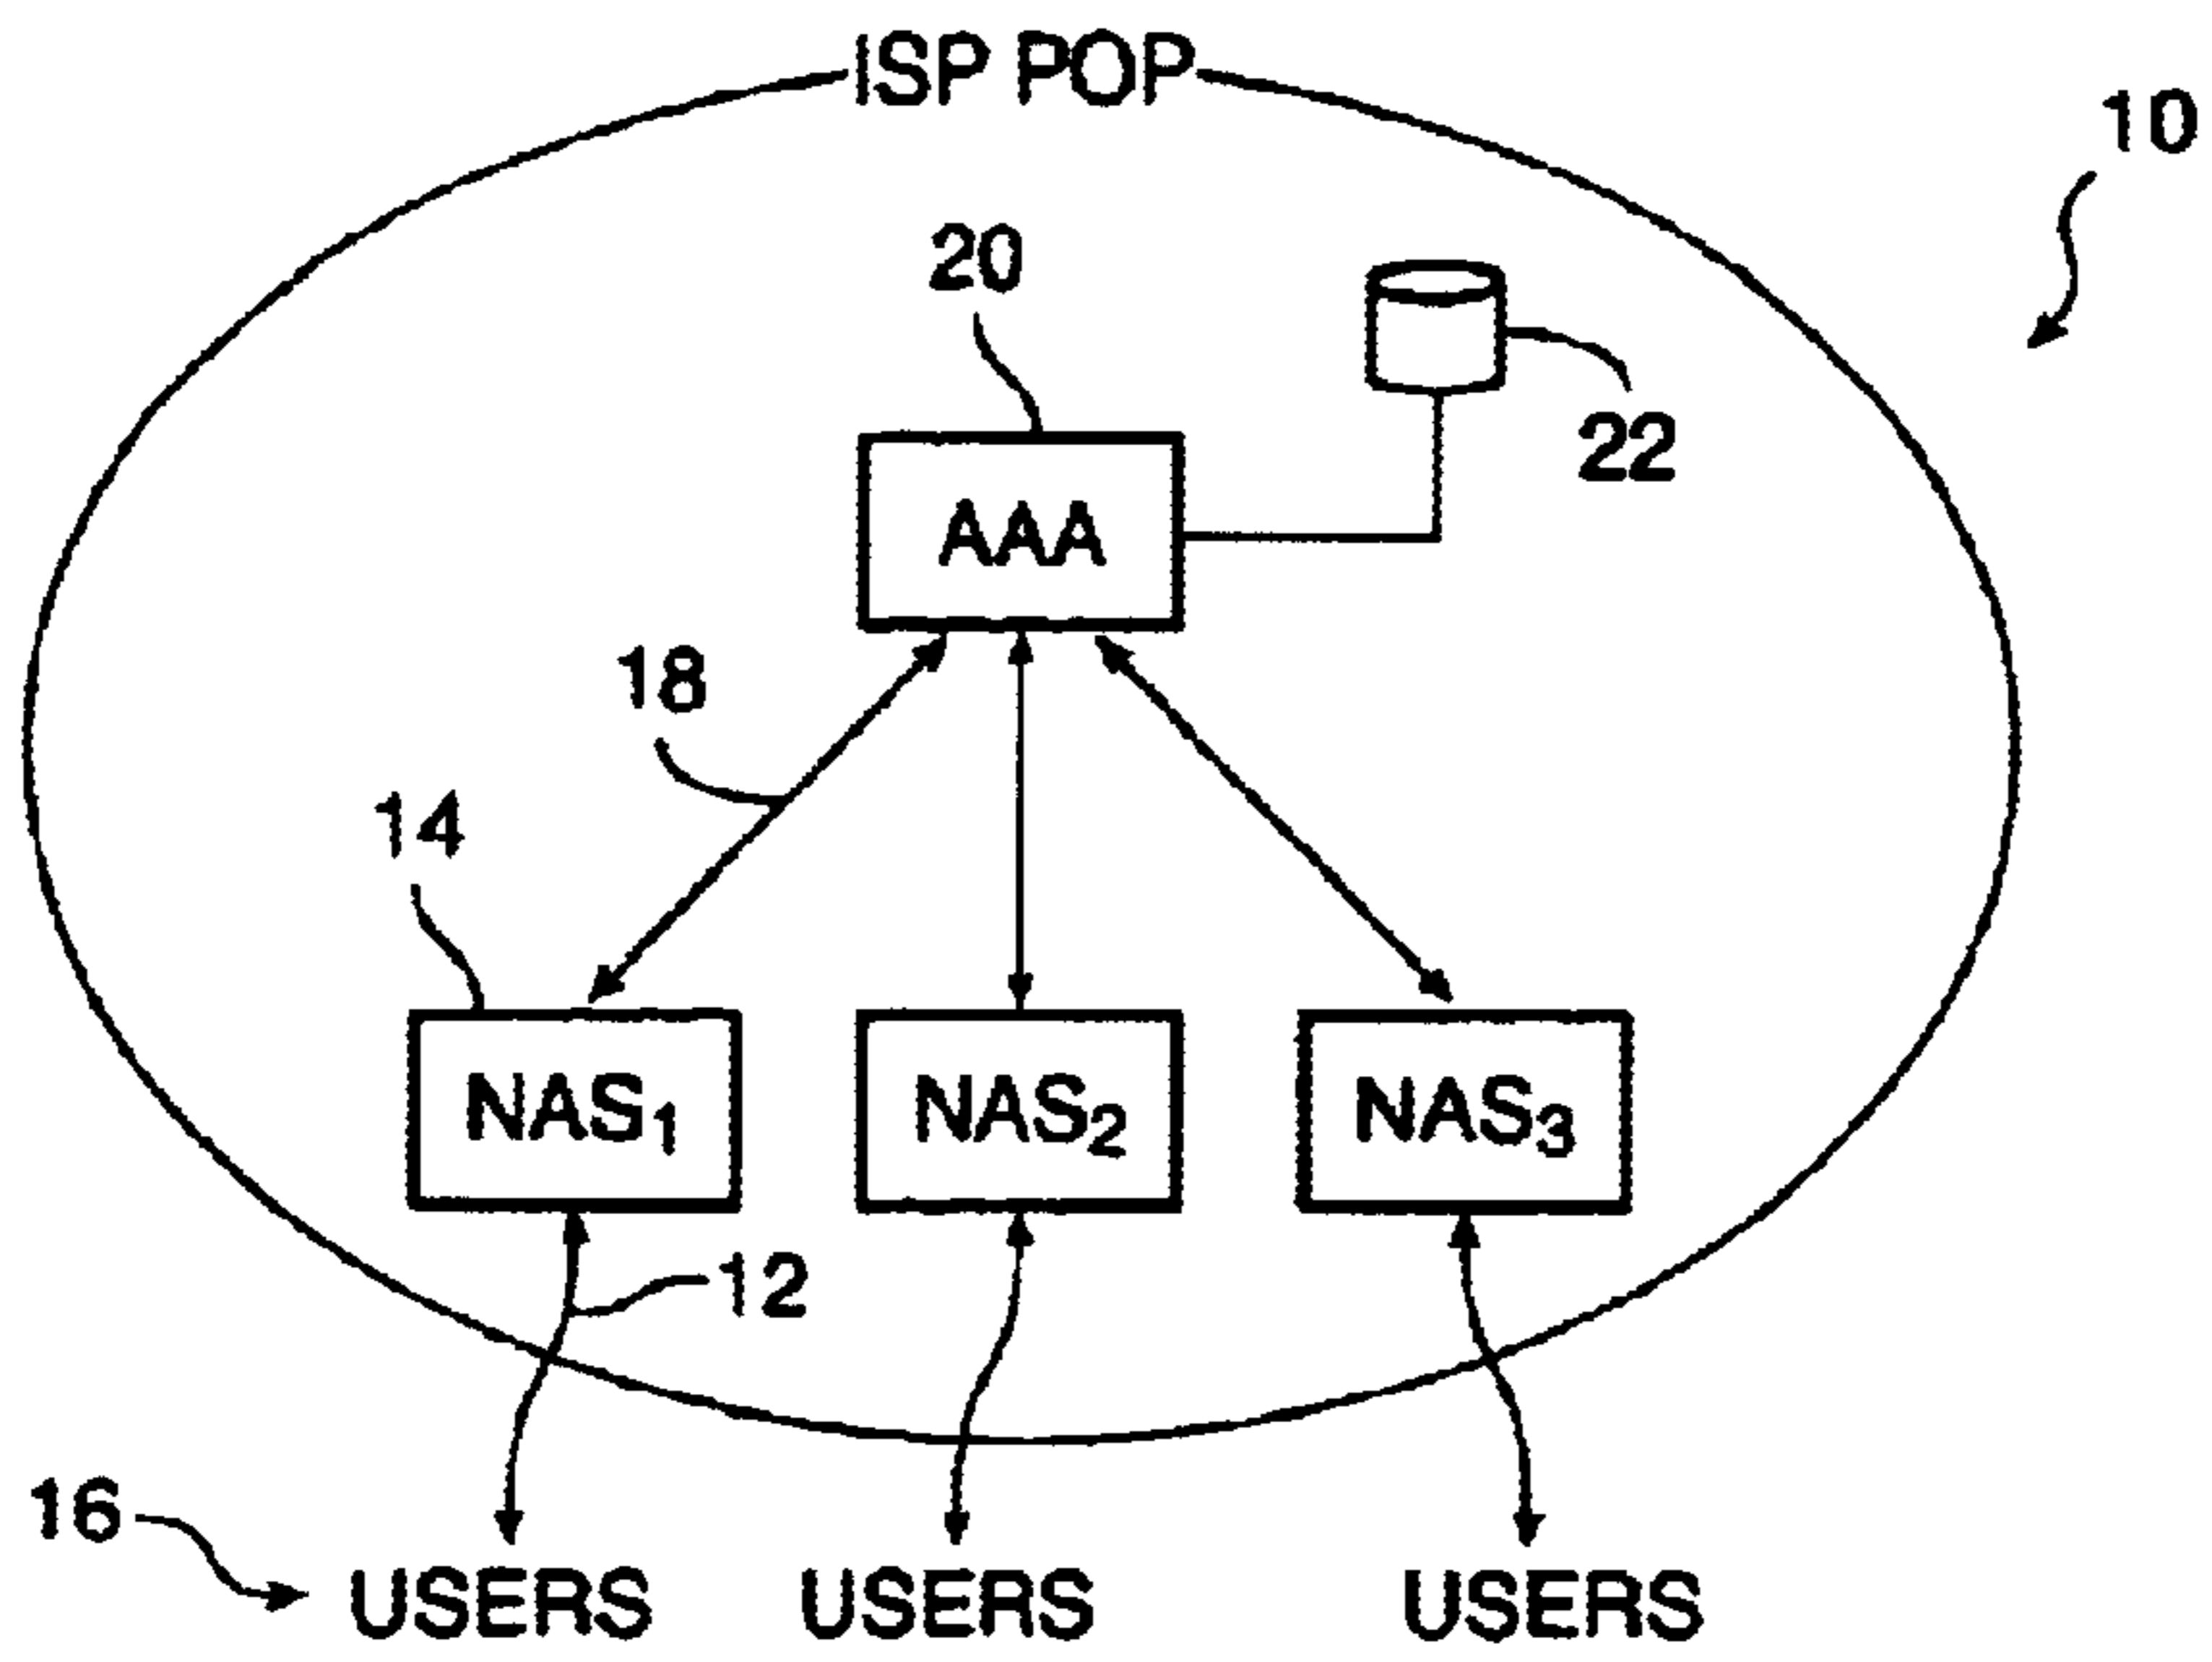 ISP POP
10
20
22
AAA
18
14
NAS₁ NAS₂ NAS₃
12
16
USERS USERS USERS